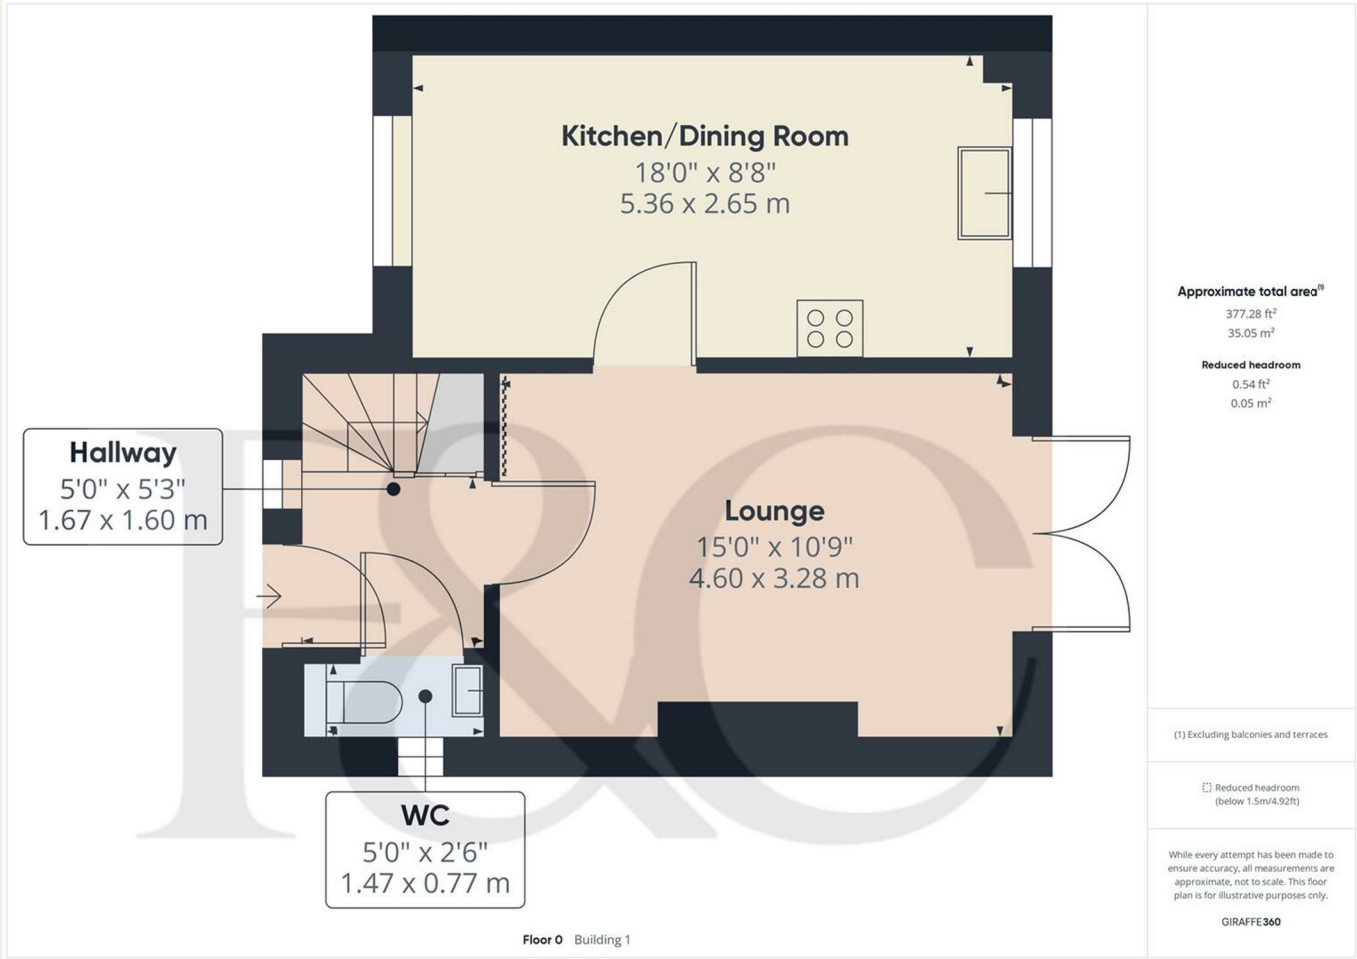 Kitchen/Dining Room
18'0" x 8'8"
5.36 x 2.65 m
Hallway
5'0" x 5'3"
1.67 x 1.60 m
Lounge
15'0" x 10'9"
4.60 x 3.28 m
WC
5'0" x 2'6"
1.47 x 0.77 m
F&C
Floor 0 Building 1
Approximate total area(1)
377.28 ft²
35.05 m²
Reduced headroom
0.54 ft²
0.05 m²
(1) Excluding balconies and terraces
Reduced headroom
(below 1.5m/4.92ft)
While every attempt has been made to
ensure accuracy, all measurements are
approximate, not to scale. This floor
plan is for illustrative purposes only.
GIRAFFE360